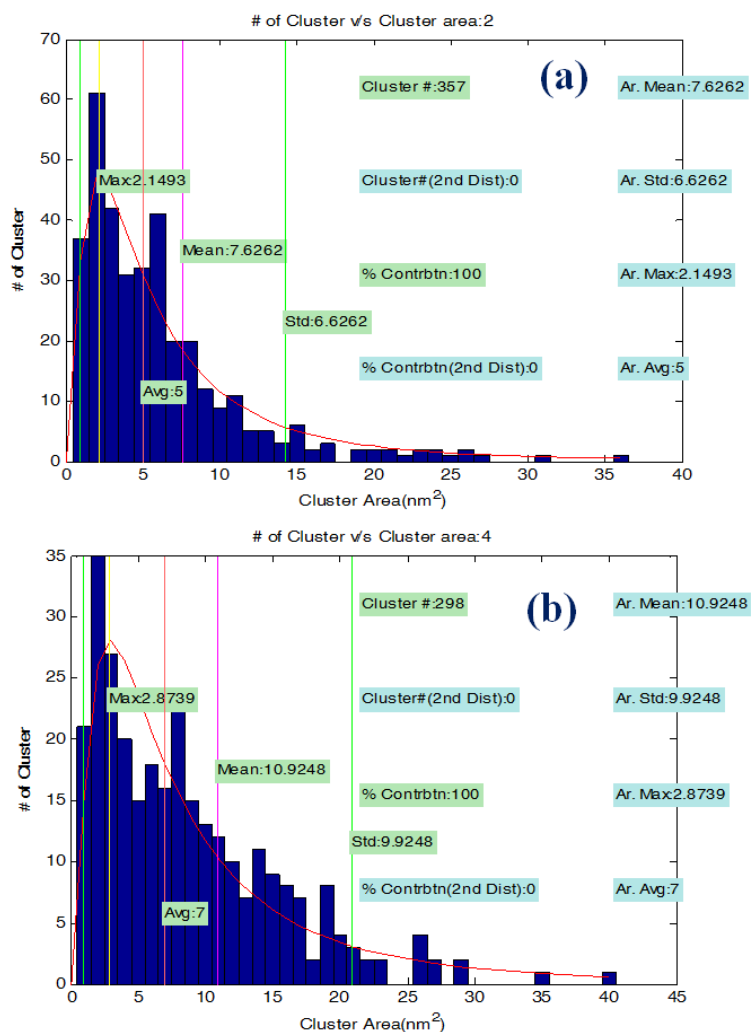 # of Cluster v/s Cluster area:2
70
60
50
40
30
20
10
0
# of Cluster
(a)
Cluster #:357
Ar. Mean:7.6262
Max:2.1493
Cluster#(2nd Dist):0
Ar. Std:6.6262
Mean:7.6262
% Contrbtn:100
Ar. Max:2.1493
Std:6.6262
Avg:5
% Contrbtn(2nd Dist):0
Ar. Avg:5
0 5 10 15 20 25 30 35 40
Cluster Area(nm²)
# of Cluster v/s Cluster area:4
35
30
25
20
15
10
5
0
# of Cluster
(b)
Cluster #:298
Ar. Mean:10.9248
Max:2.8739
Cluster#(2nd Dist):0
Ar. Std:9.9248
Mean:10.9248
% Contrbtn:100
Ar. Max:2.8739
Std:9.9248
Avg:7
% Contrbtn(2nd Dist):0
Ar. Avg:7
0 5 10 15 20 25 30 35 40 45
Cluster Area(nm²)